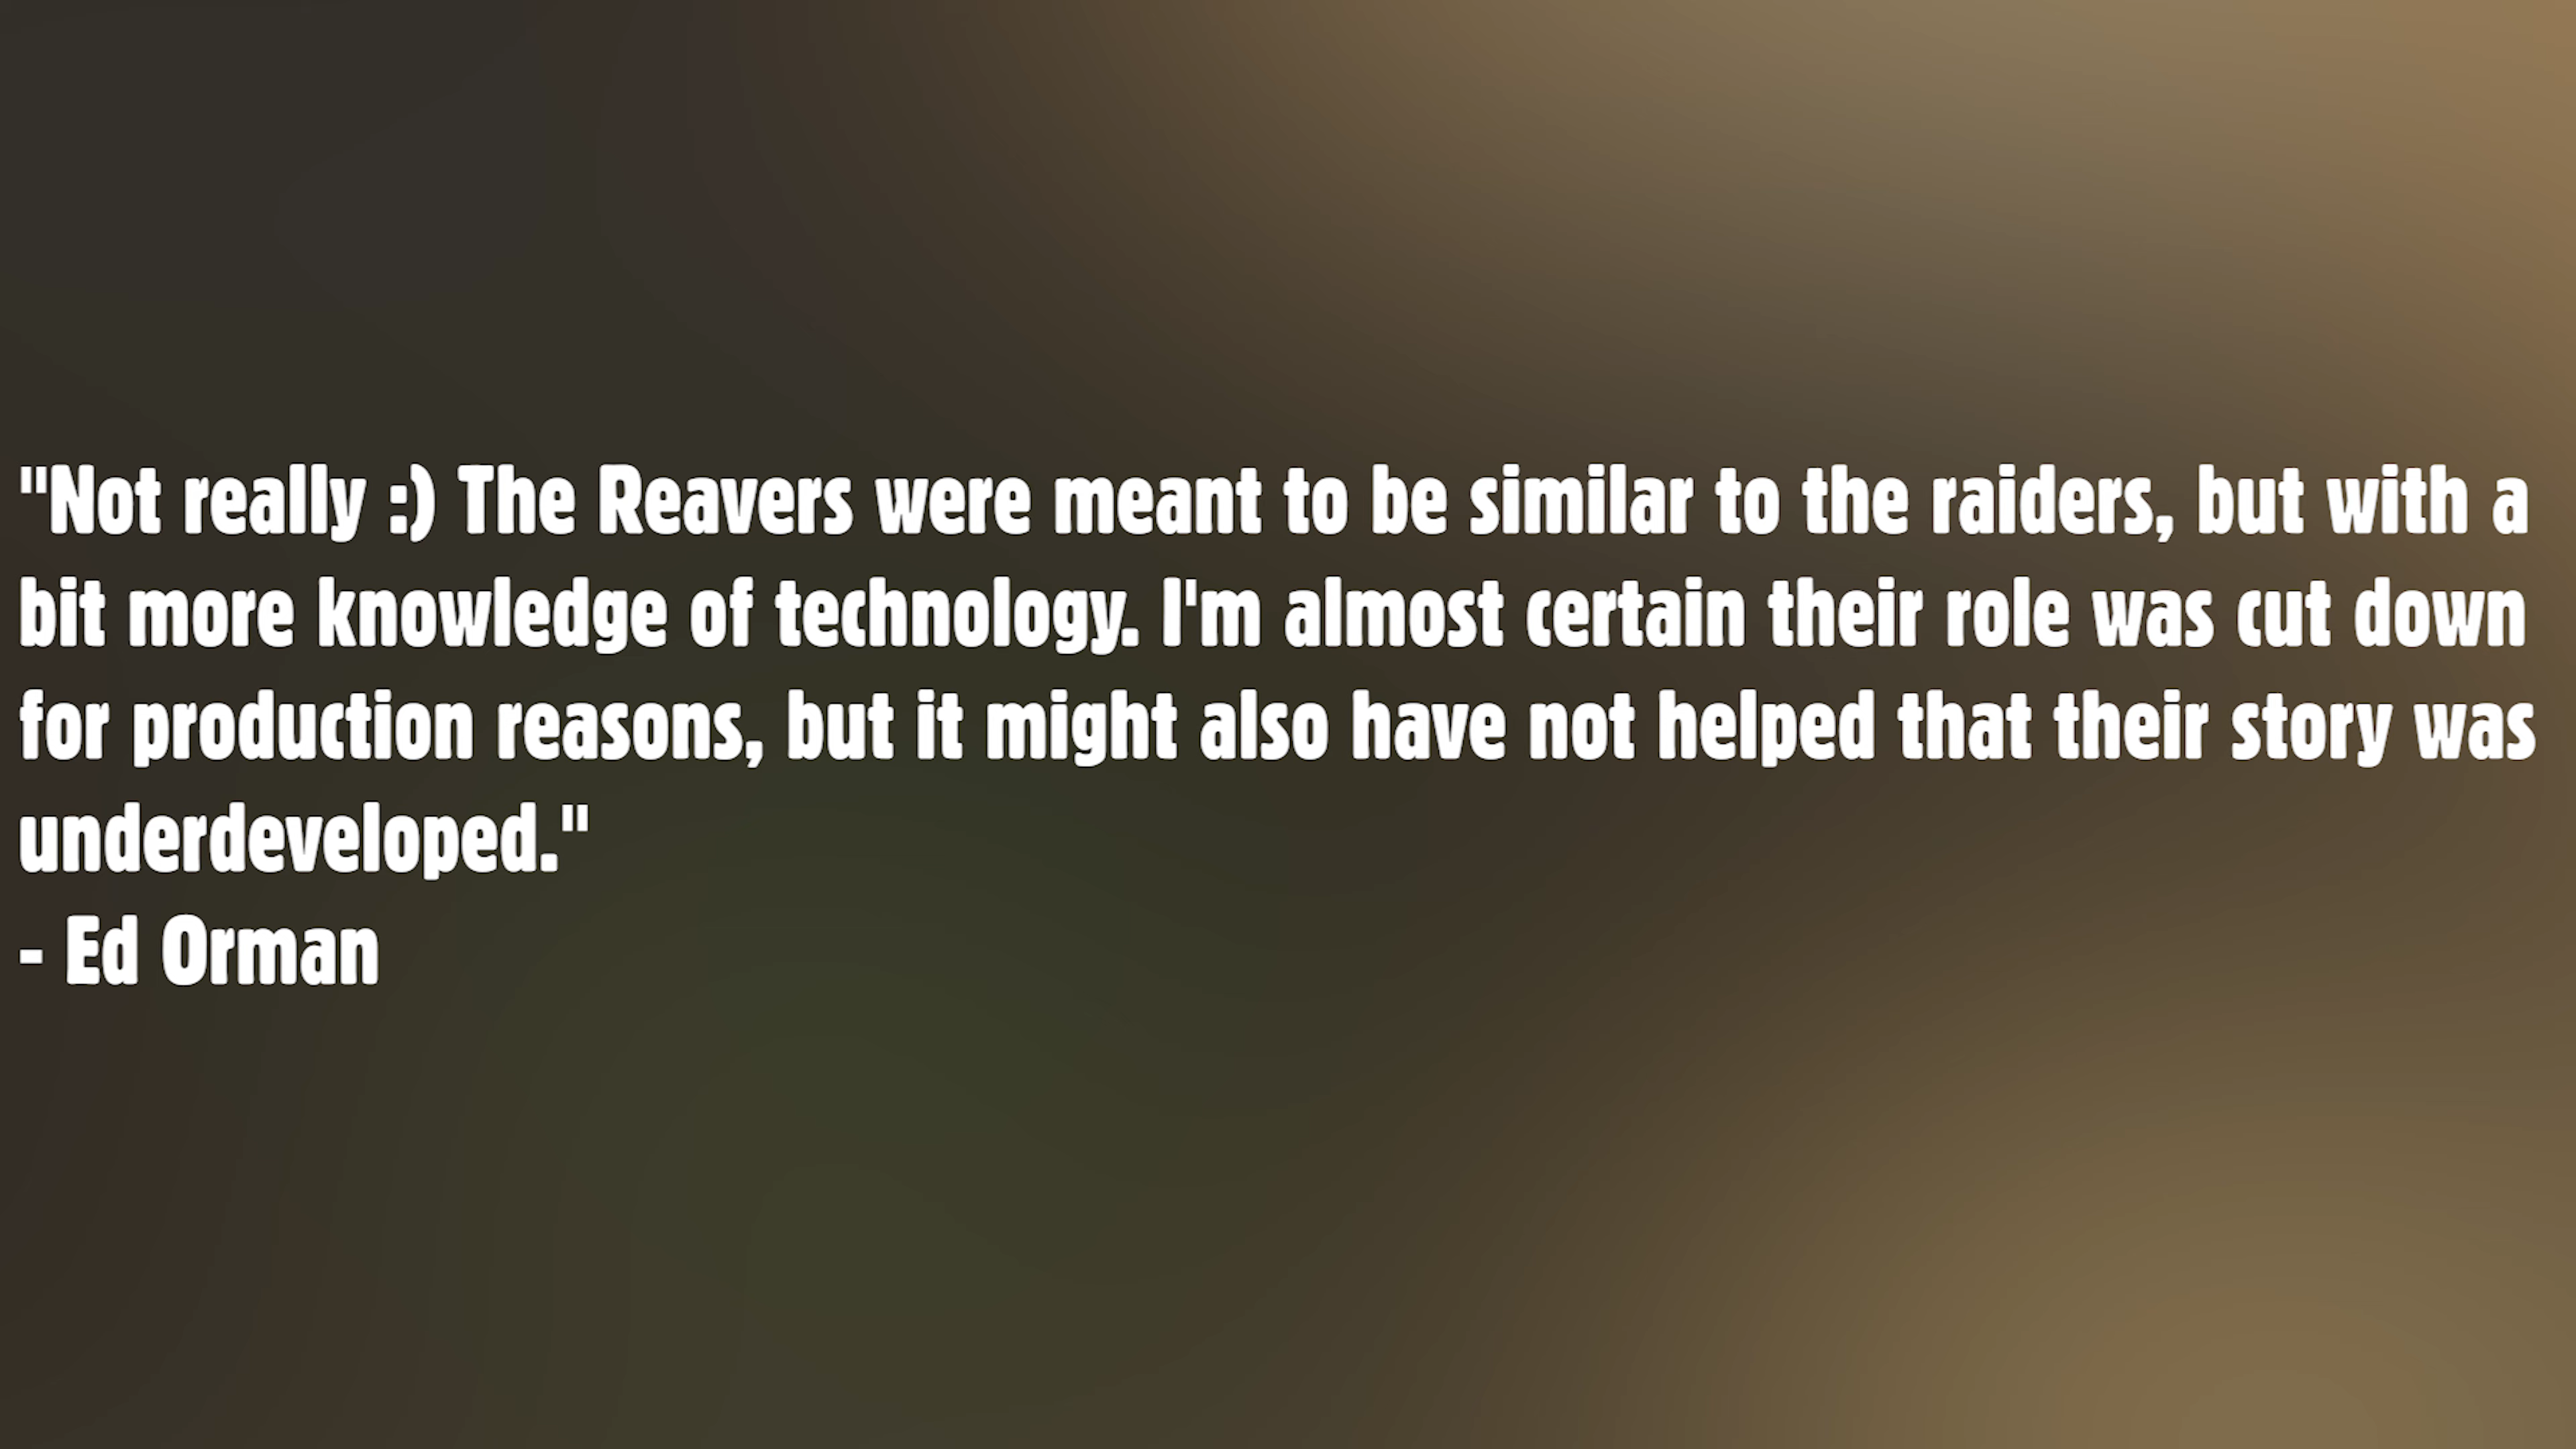 "Not really :) The Reavers were meant to be similar to the raiders, but with a
bit more knowledge of technology. I'm almost certain their role was cut down
for production reasons, but it might also have not helped that their story was
underdeveloped."
- Ed Orman